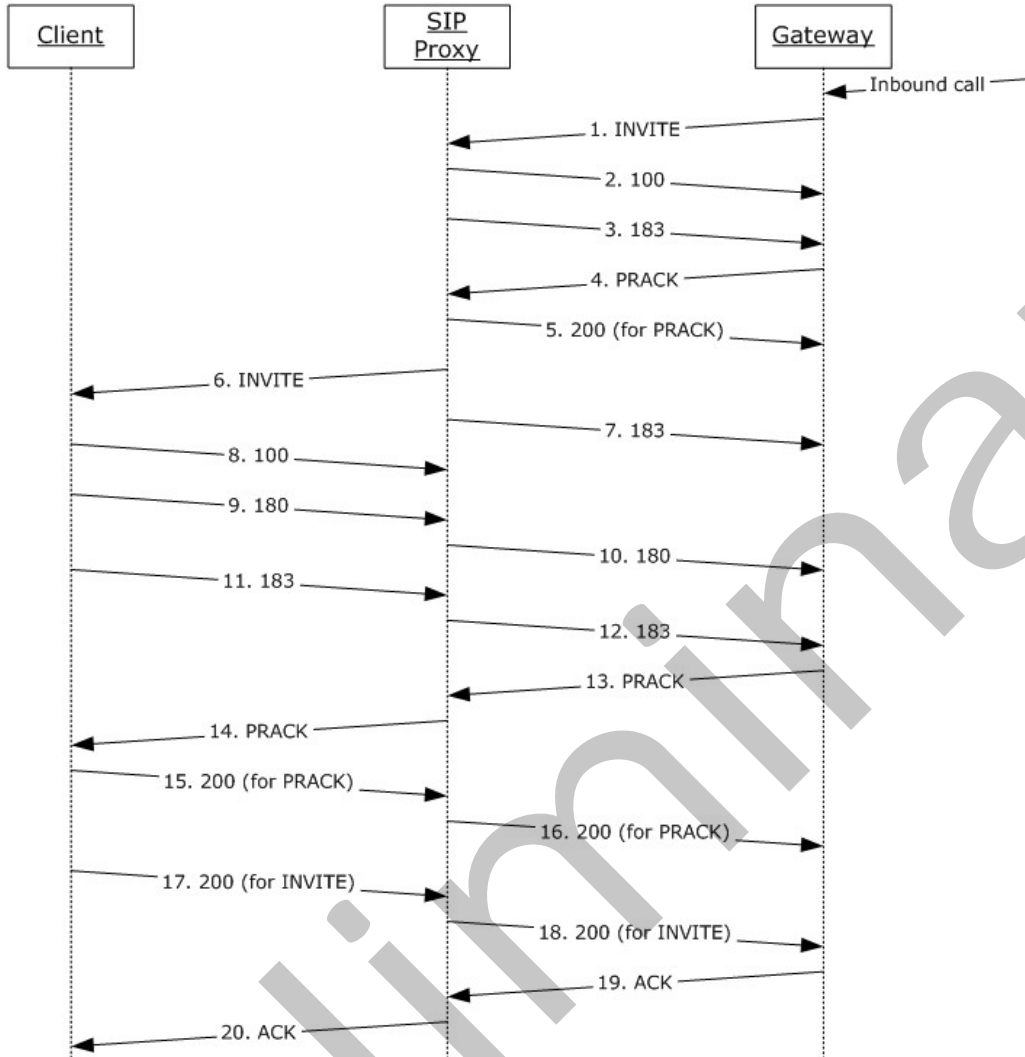 Client
SIP
Proxy
Gateway
Inbound call
1. INVITE
2. 100
3. 183
4. PRACK
5. 200 (for PRACK)
6. INVITE
7. 183
8. 100
9. 180
10. 180
11. 183
12. 183
13. PRACK
14. PRACK
15. 200 (for PRACK)
16. 200 (for PRACK)
17. 200 (for INVITE)
18. 200 (for INVITE)
19. ACK
20. ACK
limina